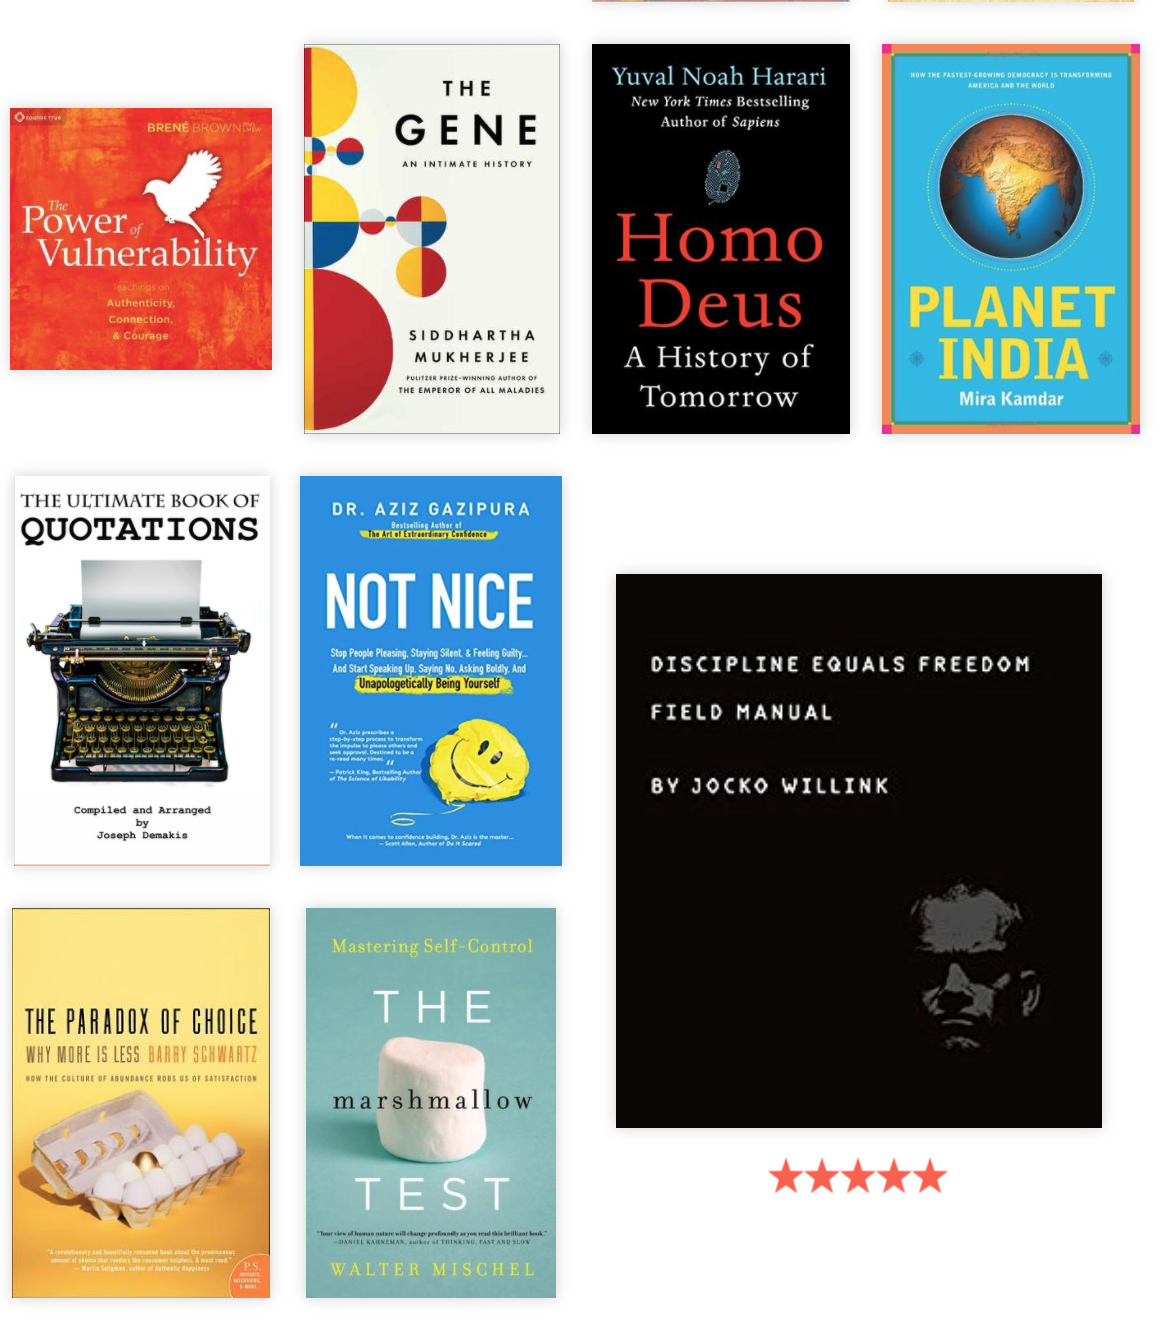 SOUNDS TRUE
BRENÉ BROWN PHD, LMSW
The
Power of
Vulnerability
Teachings on
Authenticity,
Connection,
& Courage
THE
GENE
AN INTIMATE HISTORY
SIDDHARTHA
MUKHERJEE
PULITZER PRIZE–WINNING AUTHOR OF
THE EMPEROR OF ALL MALADIES
Yuval Noah Harari
New York Times Bestselling
Author of Sapiens
Homo
Deus
A History of
Tomorrow
HOW THE FASTEST-GROWING DEMOCRACY IS TRANSFORMING
AMERICA AND THE WORLD
PLANET
INDIA
Mira Kamdar
THE ULTIMATE BOOK OF
QUOTATIONS
Compiled and Arranged
by
Joseph Demakis
DR. AZIZ GAZIPURA
Bestselling Author of
The Art of Extraordinary Confidence
NOT NICE
Stop People Pleasing, Staying Silent, & Feeling Guilty...
And Start Speaking Up, Saying No, Asking Boldly, And
Unapologetically Being Yourself
"
Dr. Aziz prescribes a
step-by-step process to transform
the impulse to please others and
seek approval. Destined to be a
re-read many times. "
— Patrick King, Bestselling Author
of The Science of Likability
When it comes to confidence building, Dr. Aziz is the master...
— Scott Allan, Author of Do It Scared
DISCIPLINE EQUALS FREEDOM
FIELD MANUAL
BY JOCKO WILLINK
THE PARADOX OF CHOICE
WHY MORE IS LESS BARRY SCHWARTZ
HOW THE CULTURE OF ABUNDANCE ROBS US OF SATISFACTION
"A revolutionary and beautifully reasoned book about the promiscuous
amount of choice that renders the consumer helpless. A must read."
— Martin Seligman, author of Authentic Happiness
P.S.
INSIGHTS,
INTERVIEWS,
& MORE...
Mastering Self-Control
THE
marshmallow
TEST
"Your view of human nature will change profoundly as you read this brilliant book."
—DANIEL KAHNEMAN, author of THINKING, FAST AND SLOW
WALTER MISCHEL